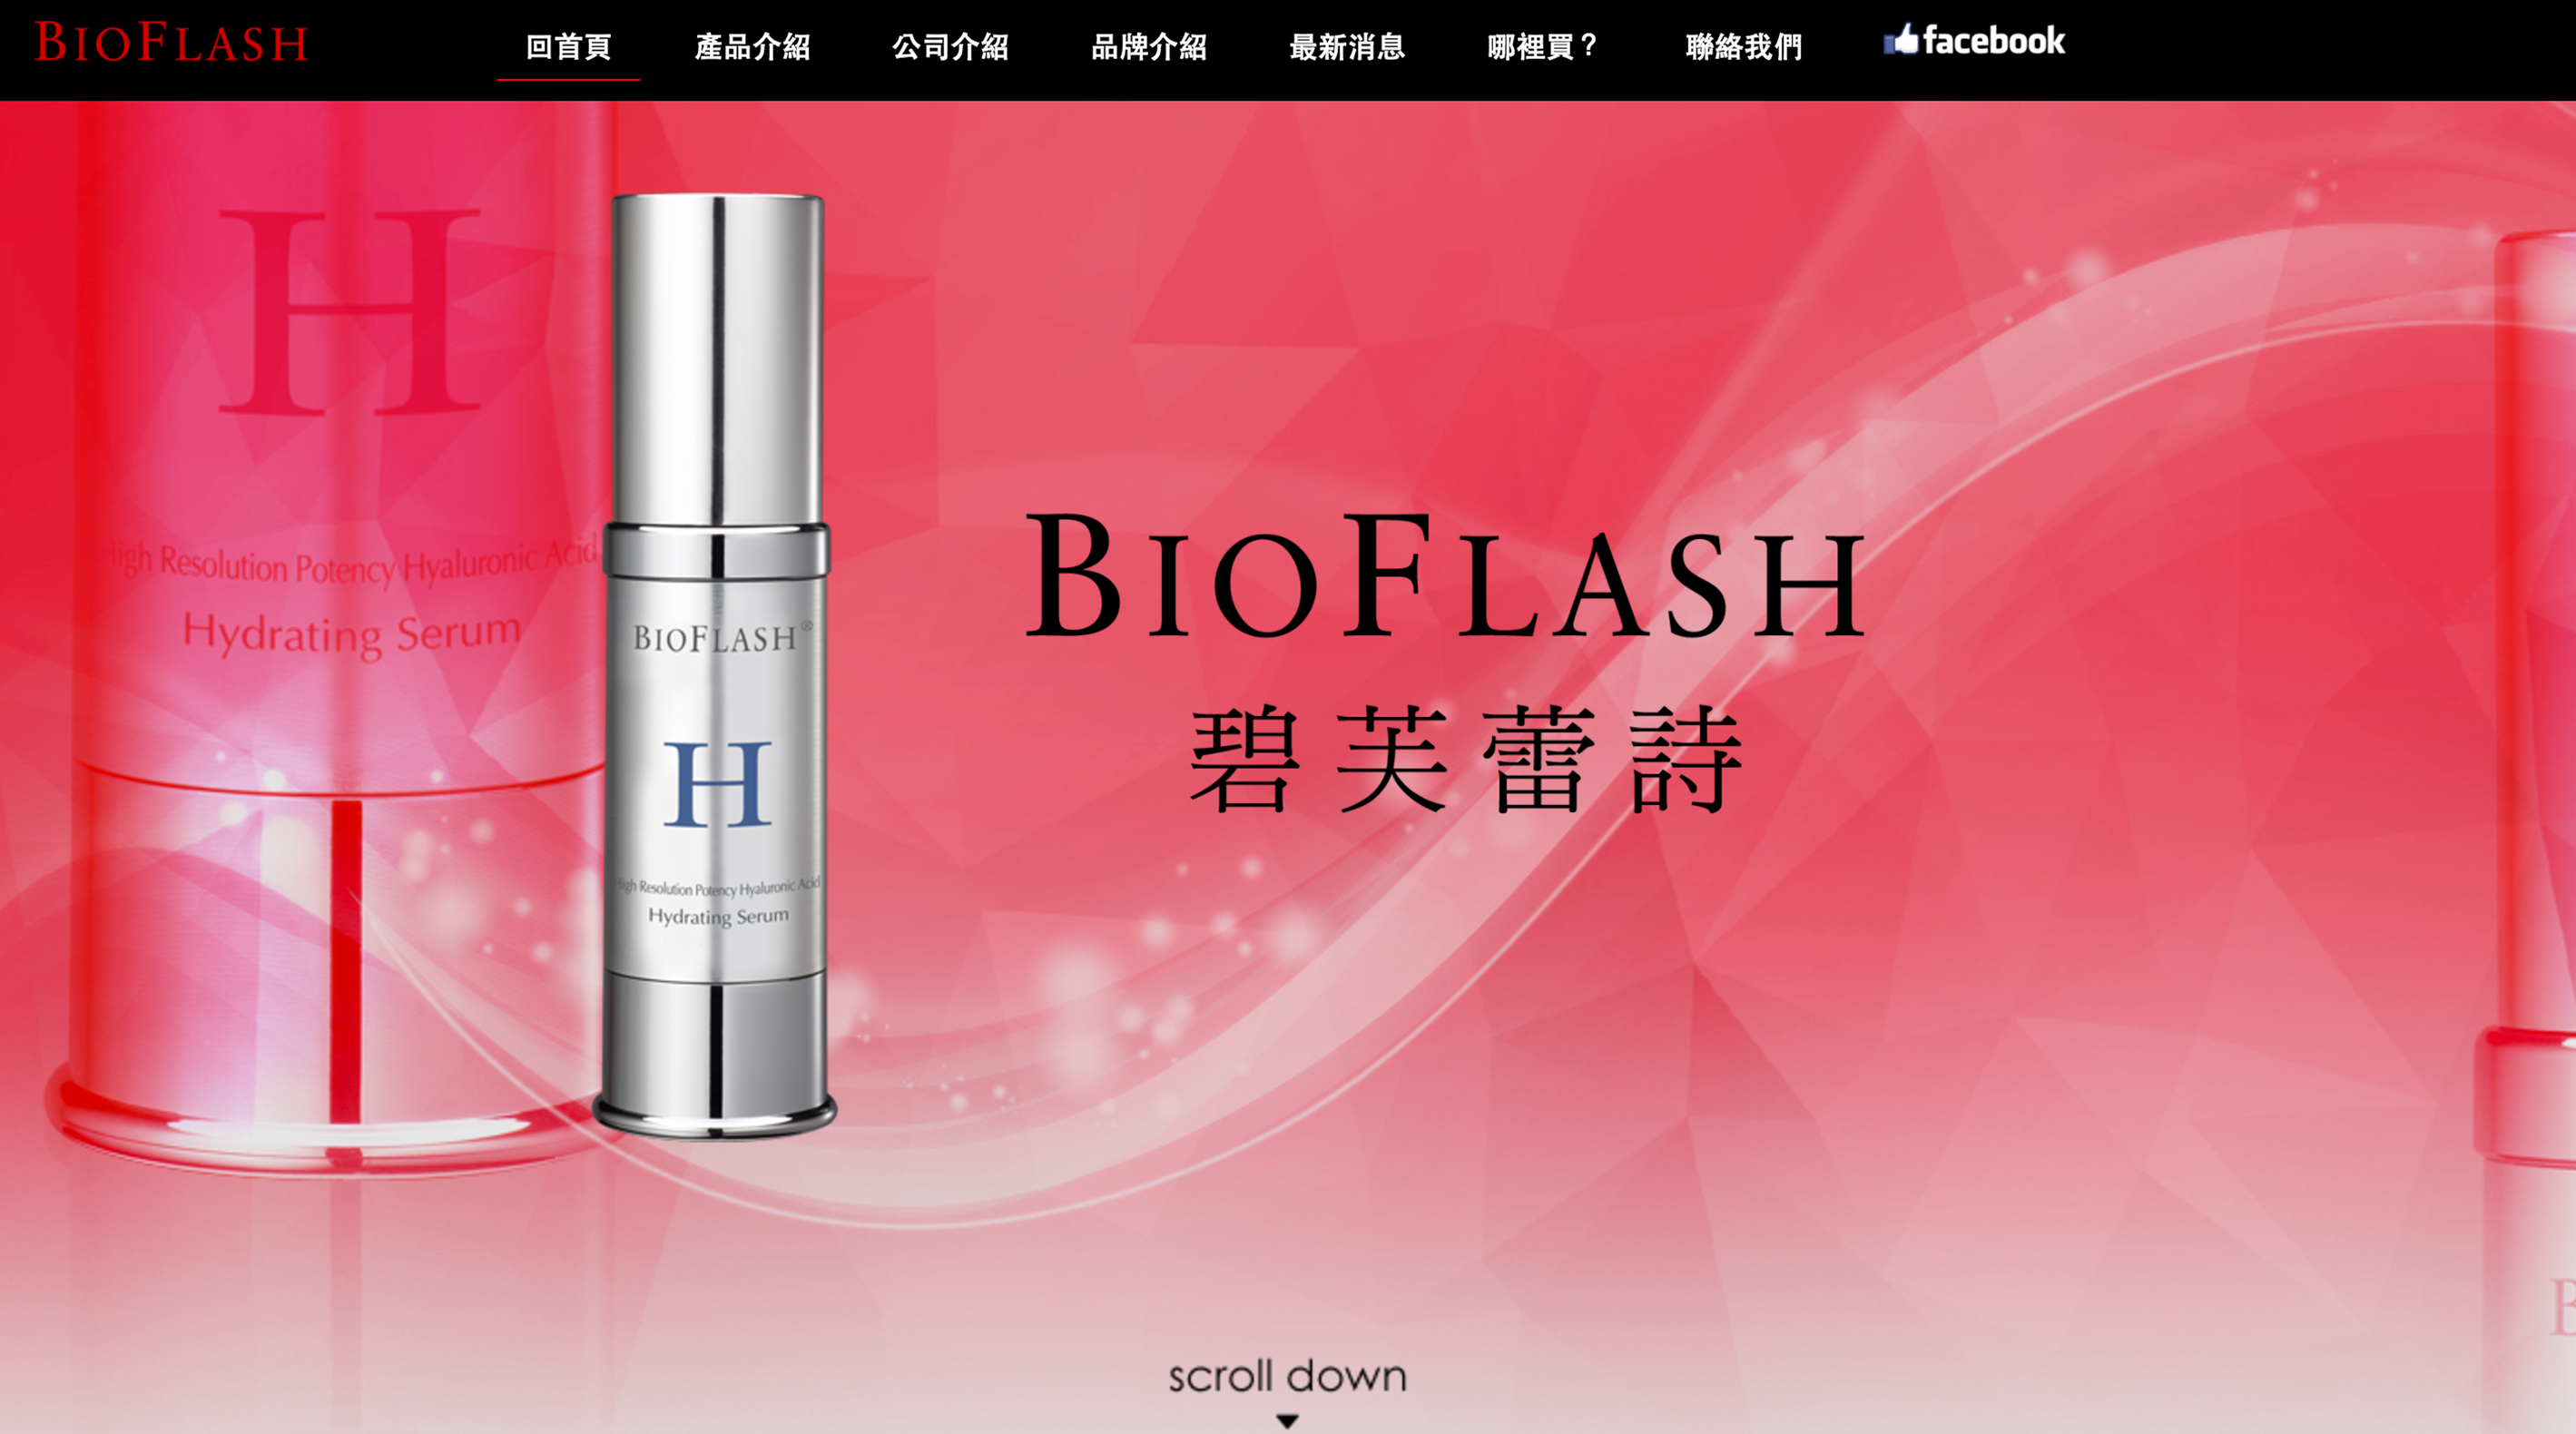 BIOFLASH
回首頁 產品介紹 公司介紹 品牌介紹 最新消息 哪裡買？ 聯絡我們 facebook
H
High Resolution Potency Hyaluronic Acid
Hydrating Serum
BIOFLASH®
H
High Resolution Potency Hyaluronic Acid
Hydrating Serum
BIOFLASH
碧芙蕾詩
scroll down
B